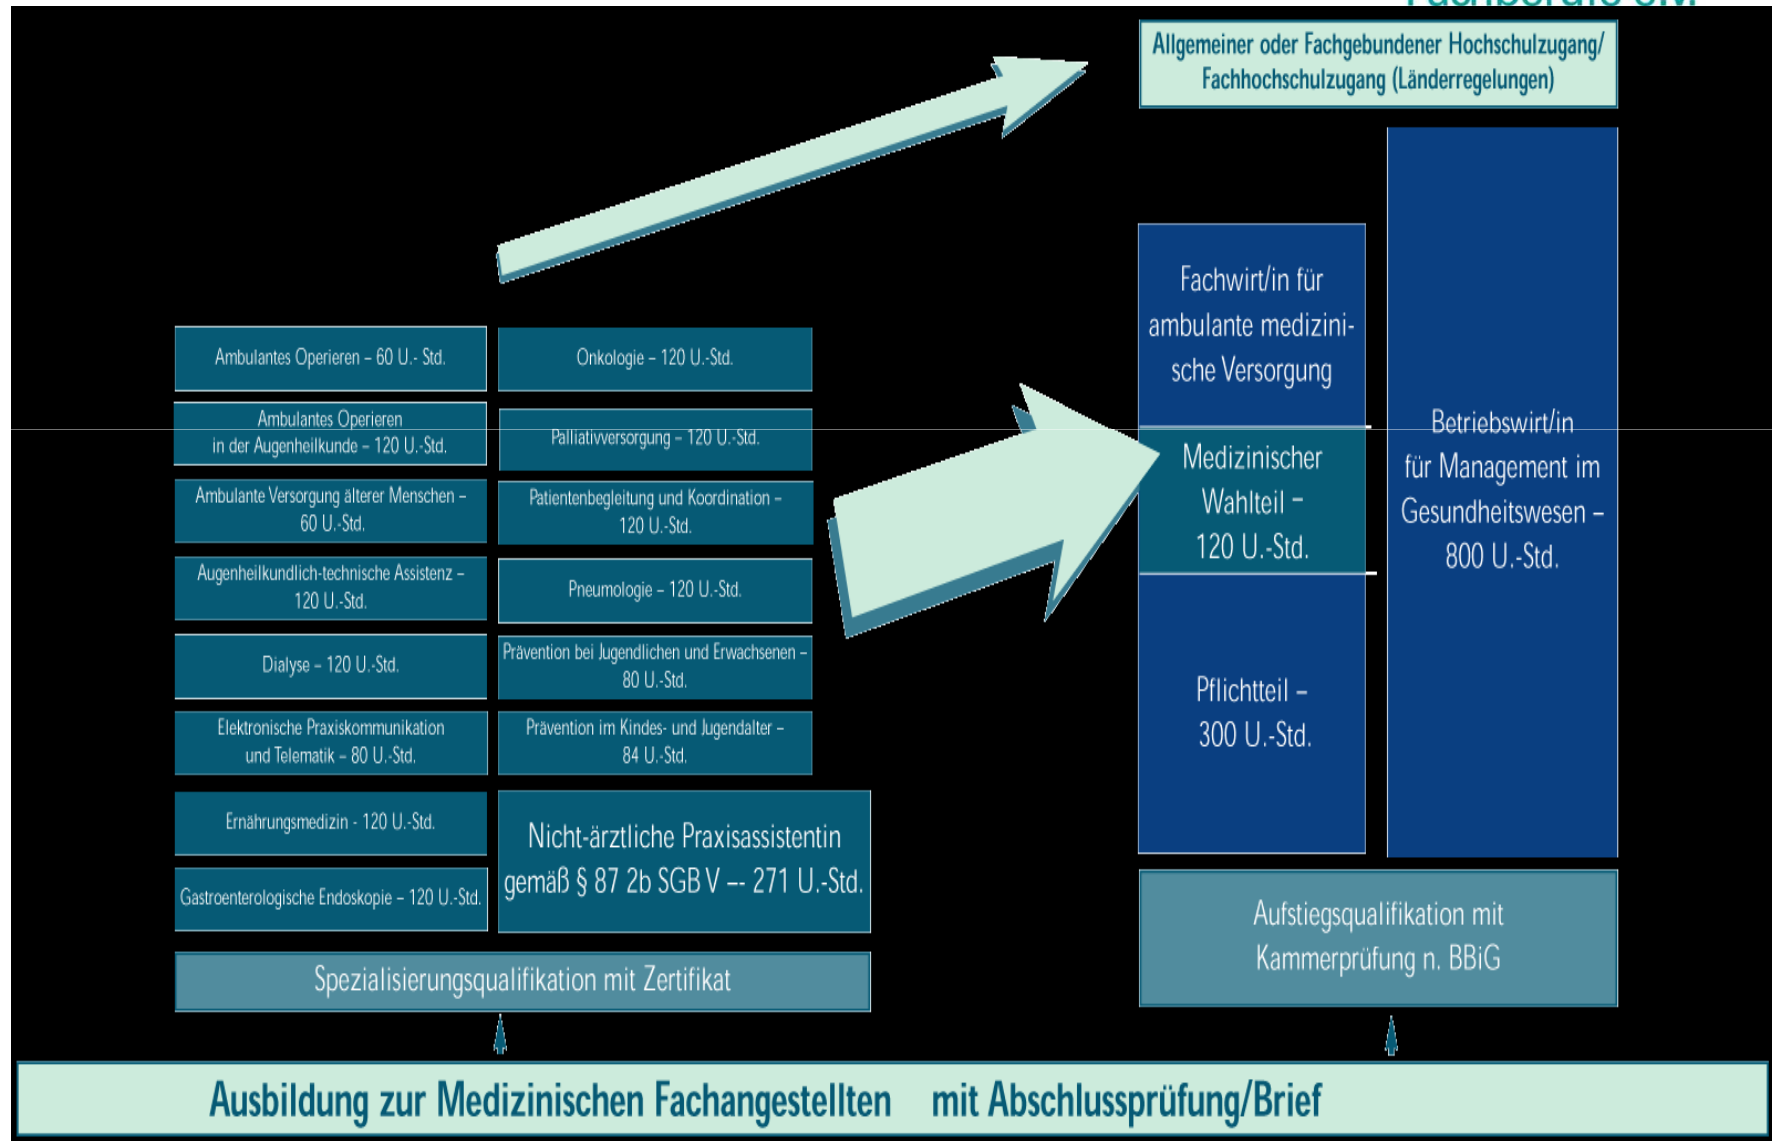 Fachberufe e.V.
Allgemeiner oder Fachgebundener Hochschulzugang/
Fachhochschulzugang (Länderregelungen)
Ambulantes Operieren – 60 U.- Std.
Ambulantes Operieren
in der Augenheilkunde – 120 U.-Std.
Ambulante Versorgung älterer Menschen –
60 U.-Std.
Augenheilkundlich-technische Assistenz –
120 U.-Std.
Dialyse – 120 U.-Std.
Elektronische Praxiskommunikation
und Telematik – 80 U.-Std.
Ernährungsmedizin - 120 U.-Std.
Gastroenterologische Endoskopie – 120 U.-Std.
Onkologie – 120 U.-Std.
Palliativversorgung – 120 U.-Std.
Patientenbegleitung und Koordination –
120 U.-Std.
Pneumologie – 120 U.-Std.
Prävention bei Jugendlichen und Erwachsenen –
80 U.-Std.
Prävention im Kindes- und Jugendalter –
84 U.-Std.
Nicht-ärztliche Praxisassistentin
gemäß § 87 2b SGB V –- 271 U.-Std.
Spezialisierungsqualifikation mit Zertifikat
Fachwirt/in für
ambulante medizini-
sche Versorgung
Medizinischer
Wahlteil –
120 U.-Std.
Pflichtteil –
300 U.-Std.
Betriebswirt/in
für Management im
Gesundheitswesen –
800 U.-Std.
Aufstiegsqualifikation mit
Kammerprüfung n. BBiG
Ausbildung zur Medizinischen Fachangestellten mit Abschlussprüfung/Brief